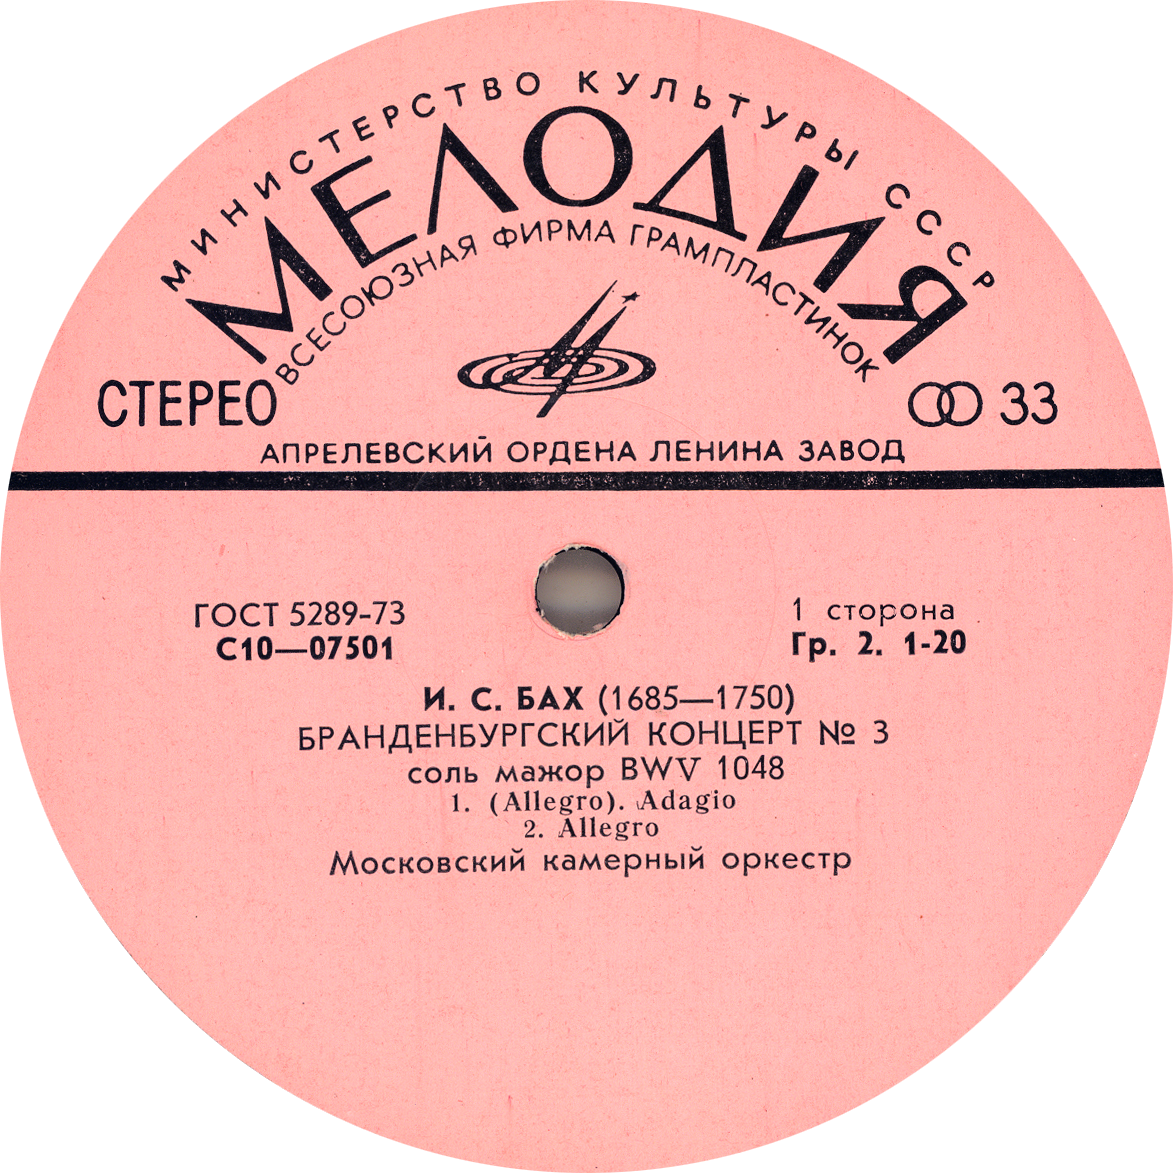 МИНИСТЕРСТВО КУЛЬТУРЫ СССР
МЕЛОДИЯ
ВСЕСОЮЗНАЯ ФИРМА ГРАМПЛАСТИНОК
СТЕРЕО
33
АПРЕЛЕВСКИЙ ОРДЕНА ЛЕНИНА ЗАВОД
ГОСТ 5289-73
С10—07501
1 сторона
Гр. 2. 1-20
И. С. БАХ (1685—1750)
БРАНДЕНБУРГСКИЙ КОНЦЕРТ № 3
соль мажор BWV 1048
1. (Allegro). Adagio
2. Allegro
Московский камерный оркестр